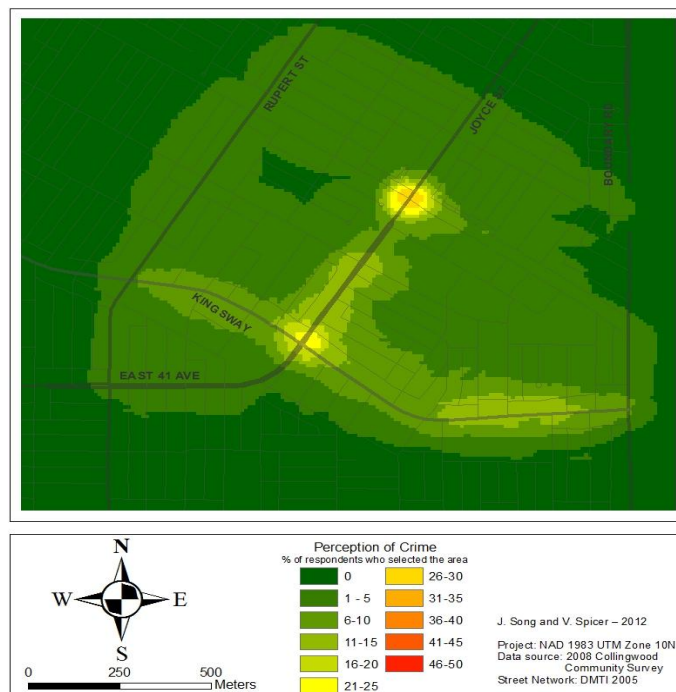 RUPERT ST
JOYCE ST
BOUNDARY RD
KINGSWAY
EAST 41 AVE
N
W
E
S
0 250 500
Meters
Perception of Crime
% of respondents who selected the area
0
1 - 5
6-10
11-15
16-20
21-25
26-30
31-35
36-40
41-45
46-50
J. Song and V. Spicer – 2012
Project: NAD 1983 UTM Zone 10N
Data source: 2008 Collingwood
Community Survey
Street Network: DMTI 2005